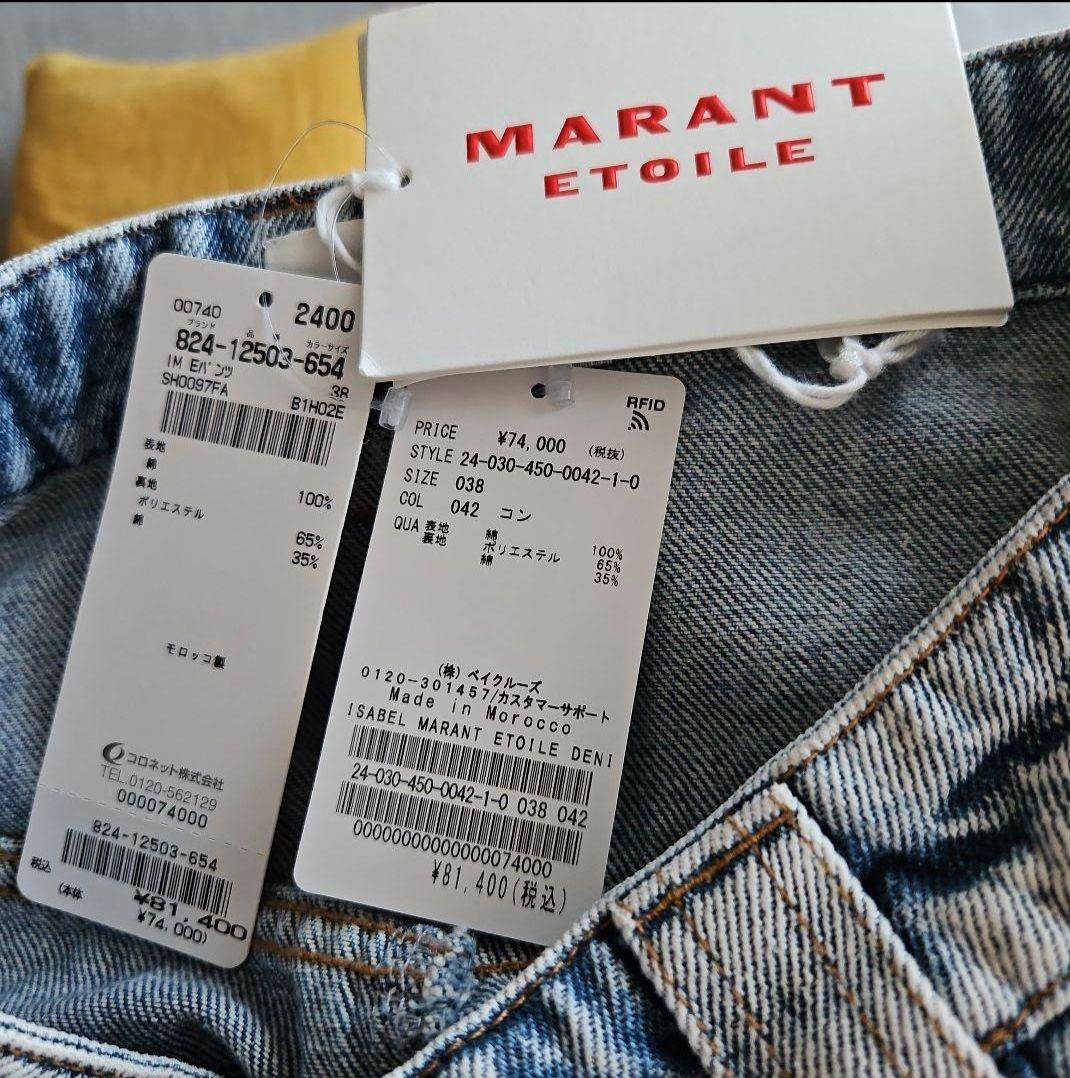 MARANT
ETOILE
00740 2400
ブランド 品 カラーサイズ
824-12503-654
IM Eパンツ 38
SH0097FA B1H02E
表地
綿 100%
裏地
ポリエステル 65%
綿 35%
モロッコ製
コロネット株式会社
TEL.0120-562129
000074000
824-12503-654
税込 ¥81,400
(本体 ¥74,000)
RFID
PRICE ¥74,000 (税抜)
STYLE 24-030-450-0042-1-0
SIZE 038
COL 042 コン
QUA 表地 綿 100%
裏地 ポリエステル 65%
綿 35%
(株) ベイクルーズ
0120-301457/カスタマーサポート
Made in Morocco
ISABEL MARANT ETOILE DENI
24-030-450-0042-1-0 038 042
0000000000000074000
¥81,400(税込)